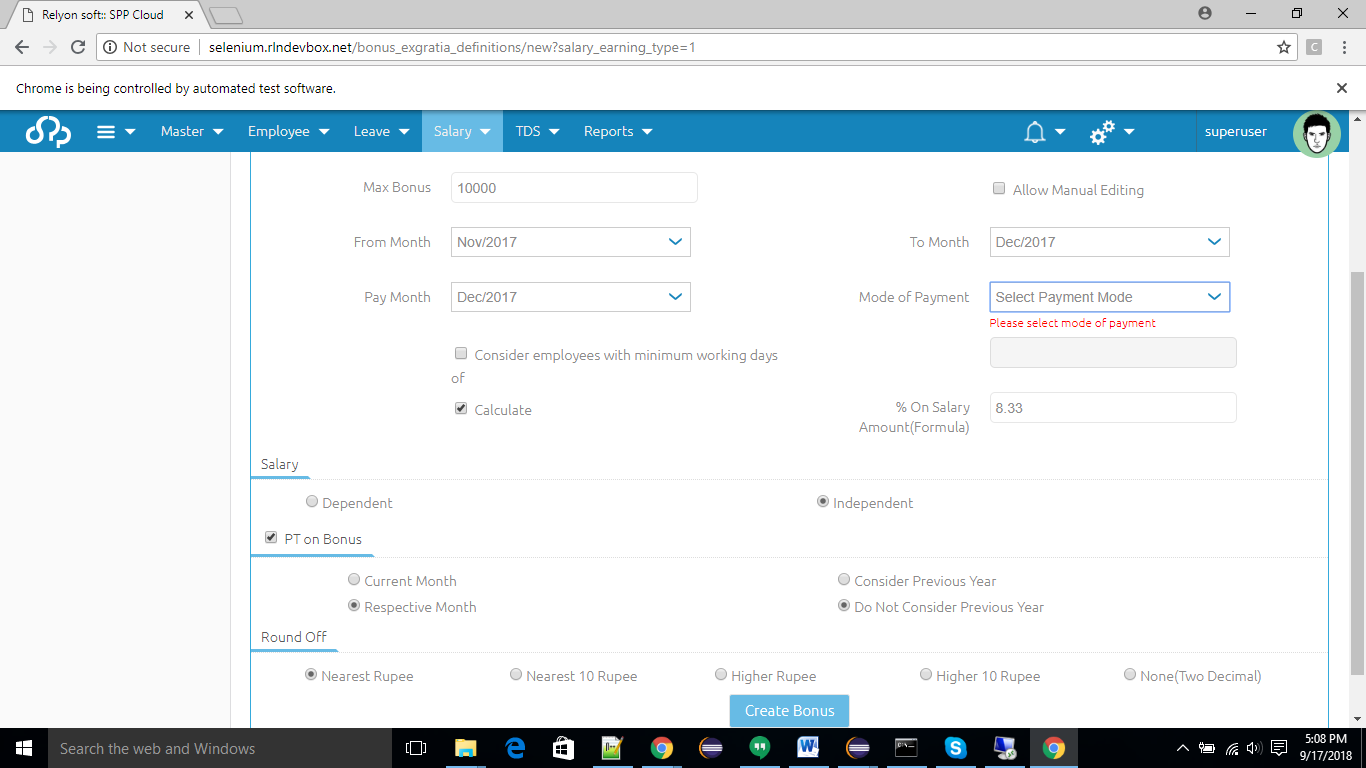 Relyon soft:: SPP Cloud
Not secure
selenium.rlndevbox.net/bonus_exgratia_definitions/new?salary_earning_type=1
C
Chrome is being controlled by automated test software.
Master
Employee
Leave
Salary
TDS
Reports
superuser
Max Bonus
10000
Allow Manual Editing
From Month
Nov/2017
To Month
Dec/2017
Pay Month
Dec/2017
Mode of Payment
Select Payment Mode
Please select mode of payment
Consider employees with minimum working days
of
Calculate
% On Salary
Amount(Formula)
8.33
Salary
Dependent
Independent
PT on Bonus
Current Month
Consider Previous Year
Respective Month
Do Not Consider Previous Year
Round Off
Nearest Rupee
Nearest 10 Rupee
Higher Rupee
Higher 10 Rupee
None(Two Decimal)
Create Bonus
Search the web and Windows
5:08 PM
9/17/2018